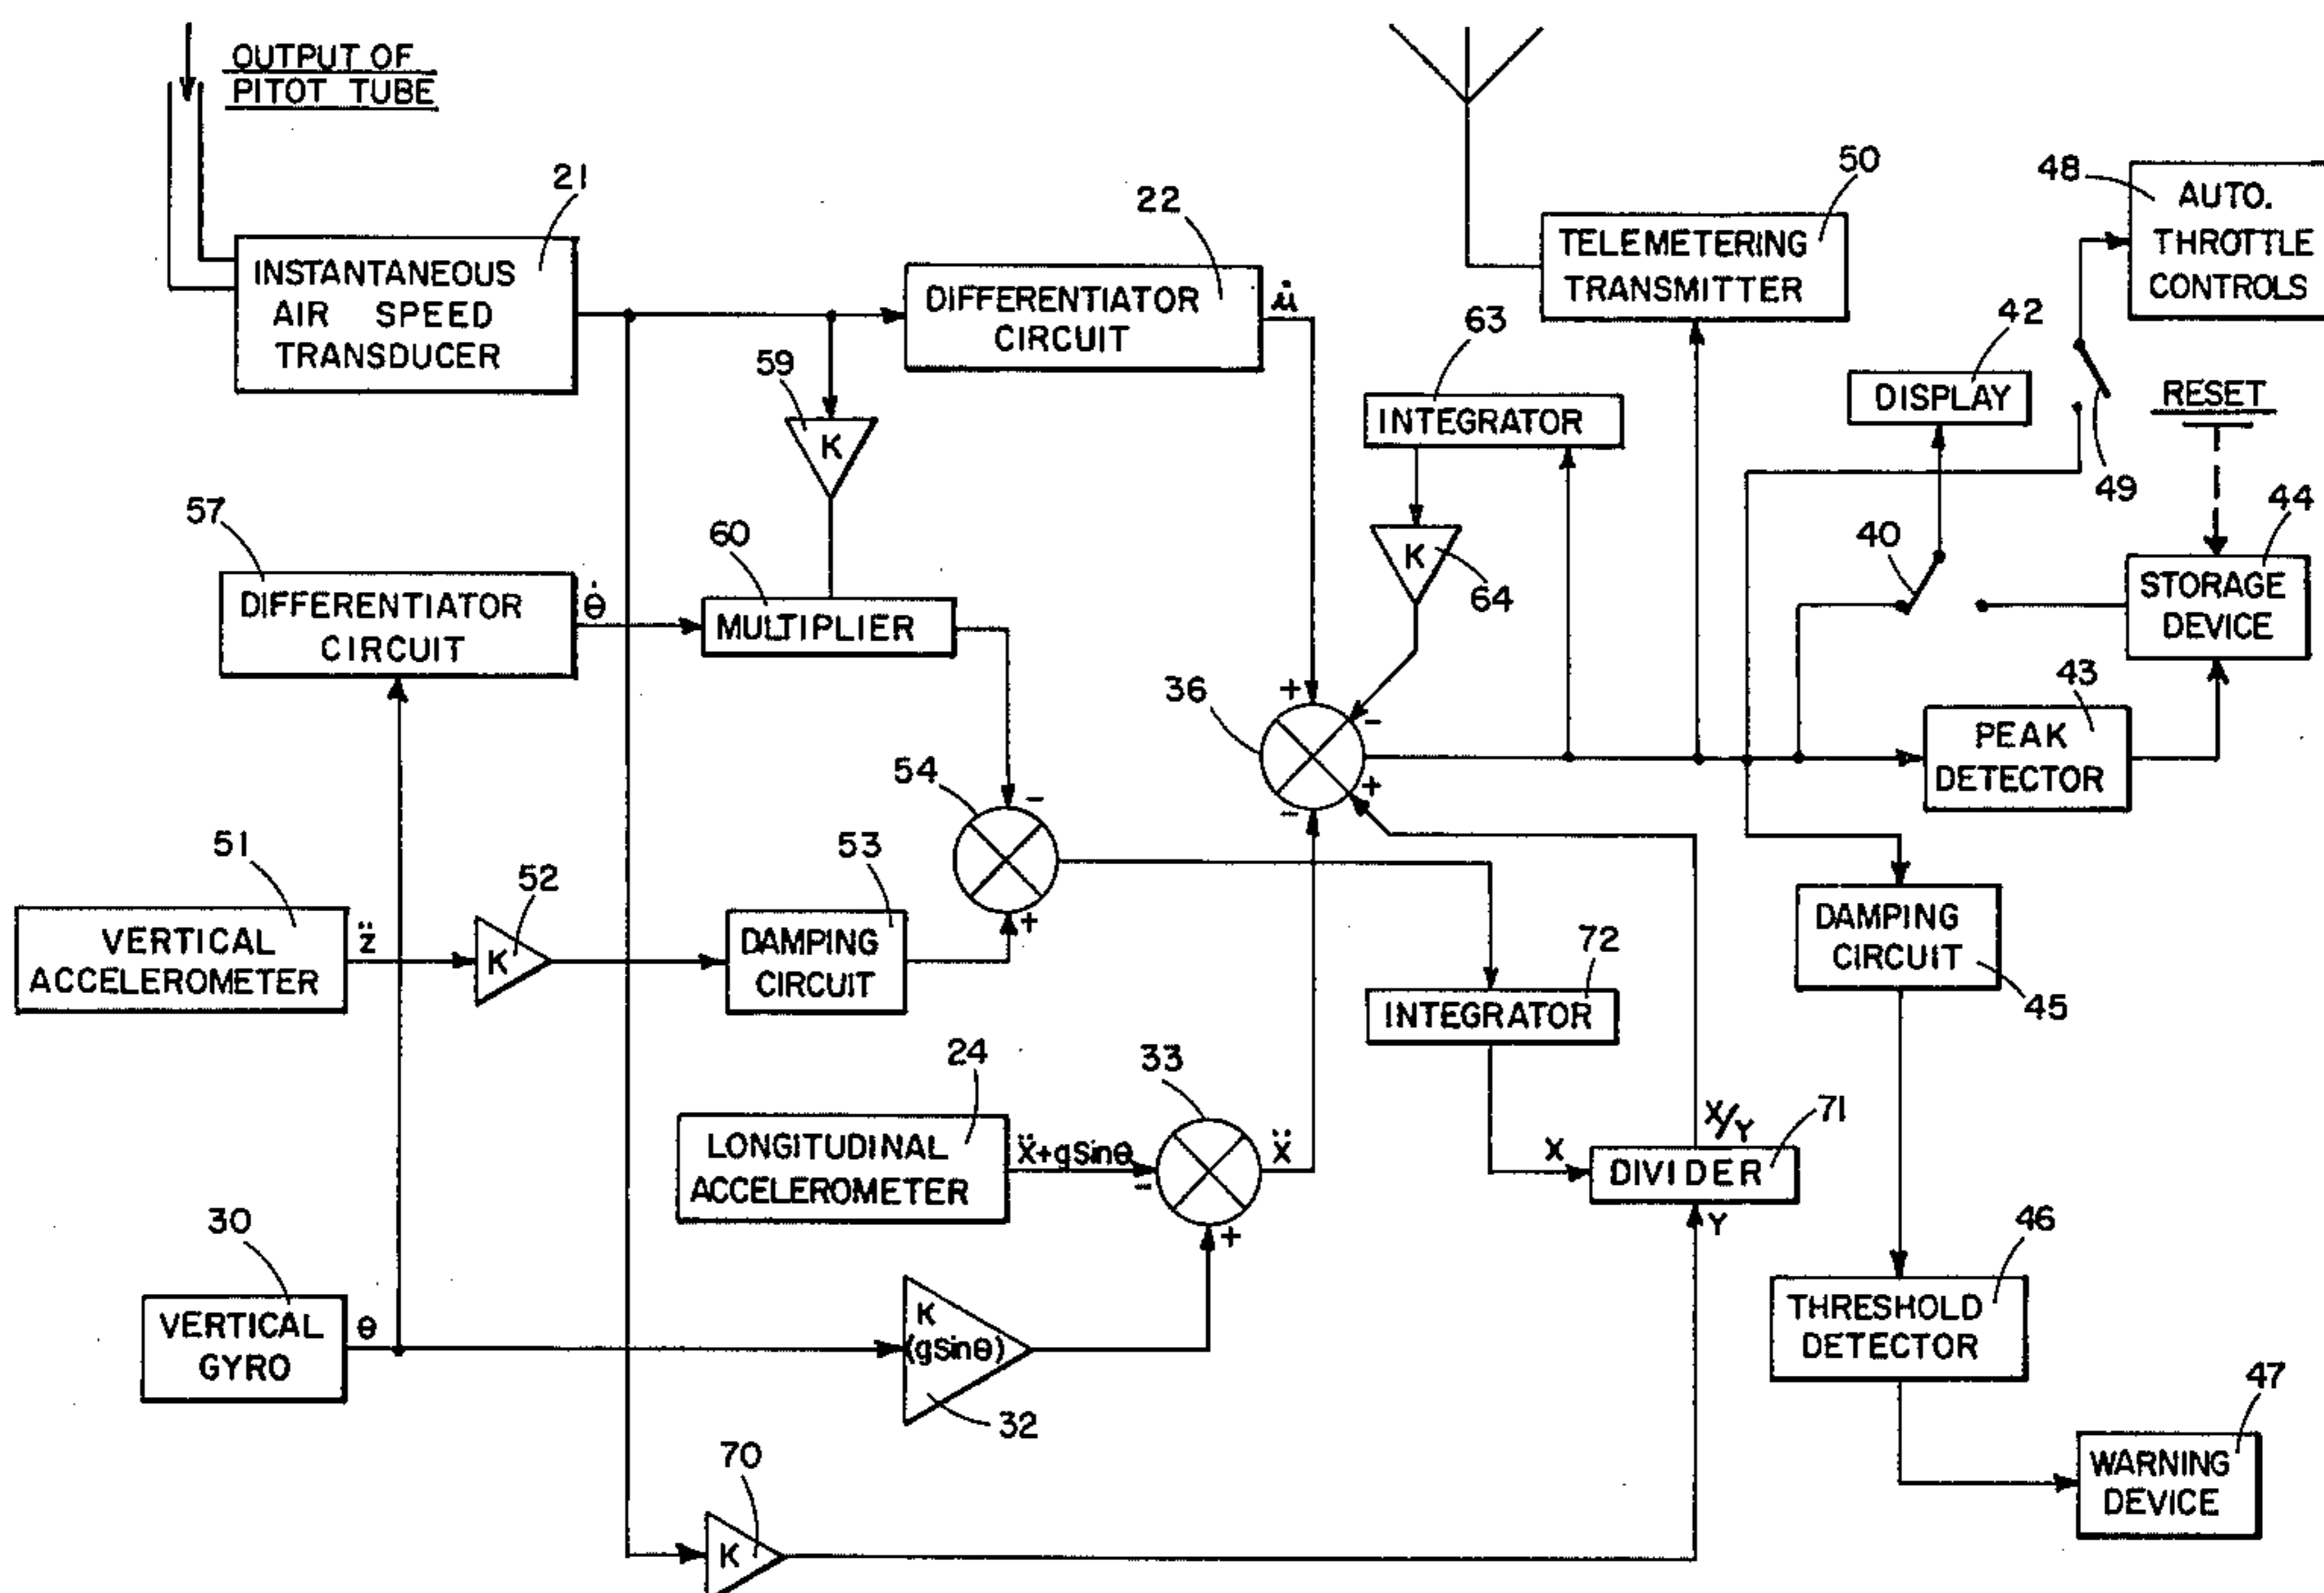 OUTPUT OF
PITOT TUBE
21
INSTANTANEOUS
AIR SPEED
TRANSDUCER
22
DIFFERENTIATOR
CIRCUIT
u̇
50
TELEMETERING
TRANSMITTER
48
AUTO.
THROTTLE
CONTROLS
59
K
63
INTEGRATOR
42
DISPLAY
49
RESET
57
DIFFERENTIATOR
CIRCUIT
θ̇
60
MULTIPLIER
K
64
40
44
STORAGE
DEVICE
36
+
-
-
+
43
PEAK
DETECTOR
54
-
+
51
VERTICAL
ACCELEROMETER
z̈
52
K
53
DAMPING
CIRCUIT
DAMPING
CIRCUIT
45
72
INTEGRATOR
24
LONGITUDINAL
ACCELEROMETER
ẍ+gSinθ
33
-
+
ẍ
X
X/Y
71
DIVIDER
Y
30
VERTICAL
GYRO
θ
K
(gSinθ)
32
46
THRESHOLD
DETECTOR
47
WARNING
DEVICE
70
K